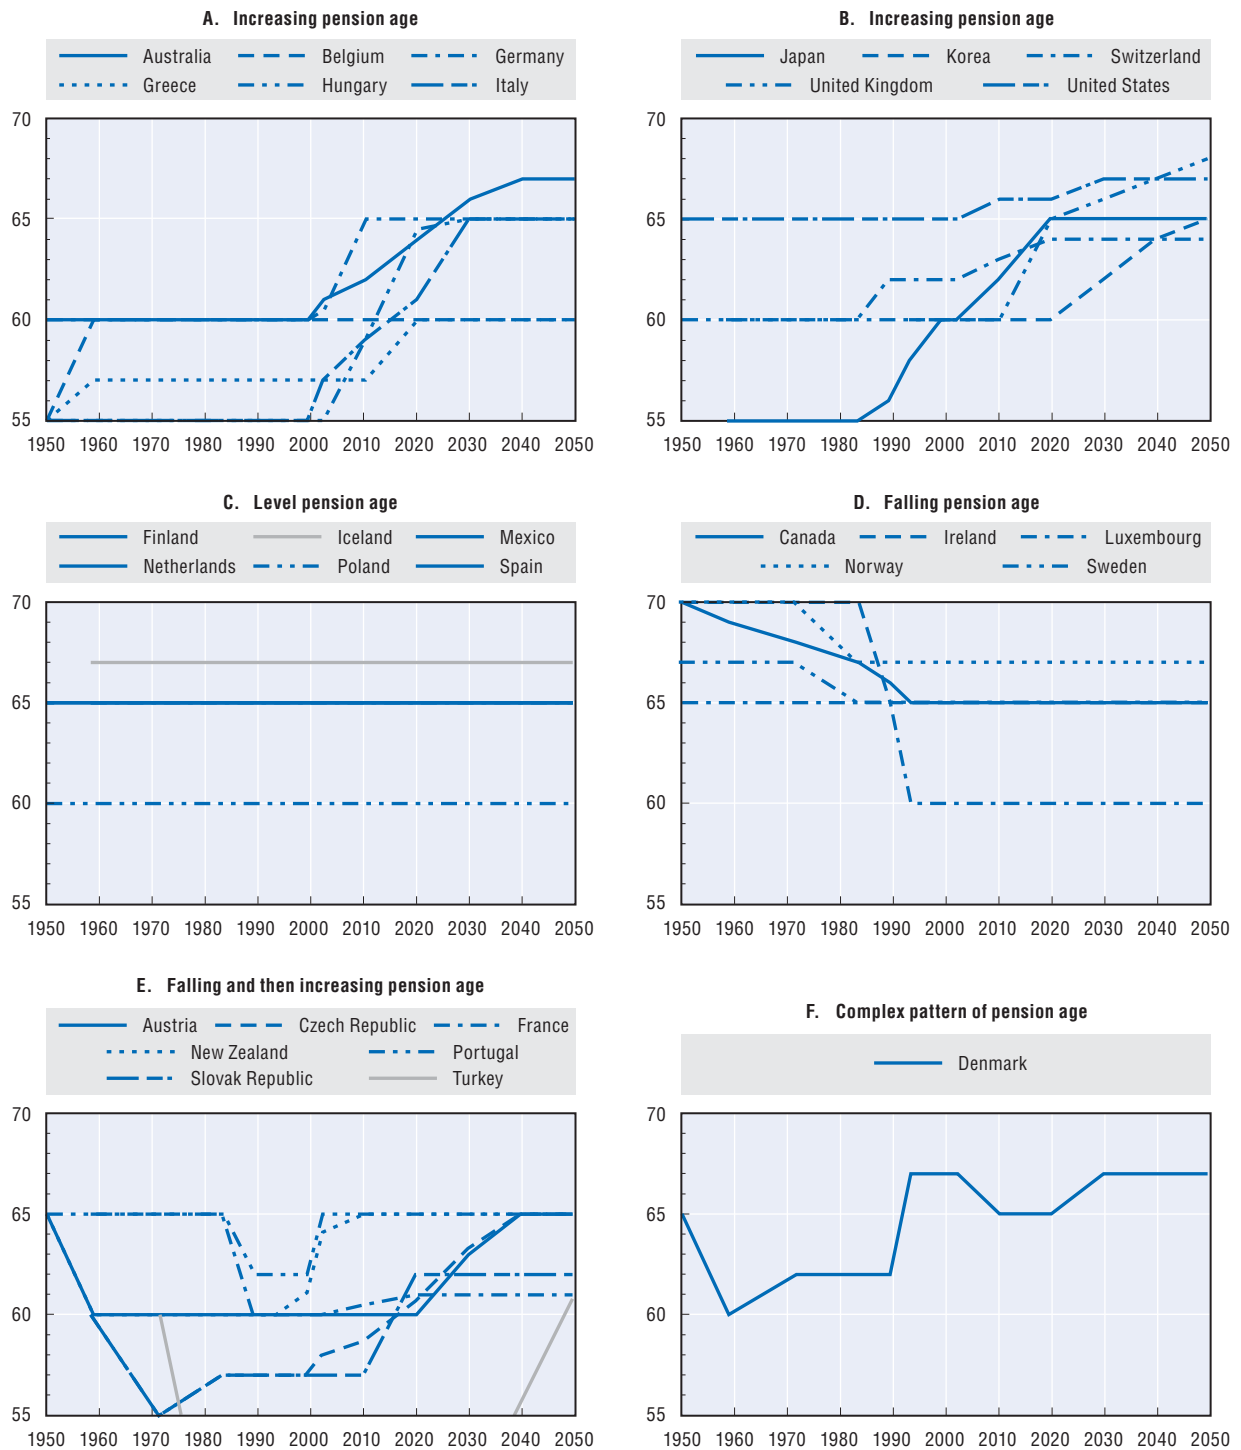 A. Increasing pension age
Australia Belgium Germany
Greece Hungary Italy
70
65
60
55
1950 1960 1970 1980 1990 2000 2010 2020 2030 2040 2050
B. Increasing pension age
Japan Korea Switzerland
United Kingdom United States
70
65
60
55
1950 1960 1970 1980 1990 2000 2010 2020 2030 2040 2050
C. Level pension age
Finland Iceland Mexico
Netherlands Poland Spain
70
65
60
55
1950 1960 1970 1980 1990 2000 2010 2020 2030 2040 2050
D. Falling pension age
Canada Ireland Luxembourg
Norway Sweden
70
65
60
55
1950 1960 1970 1980 1990 2000 2010 2020 2030 2040 2050
E. Falling and then increasing pension age
Austria Czech Republic France
New Zealand Portugal
Slovak Republic Turkey
70
65
60
55
1950 1960 1970 1980 1990 2000 2010 2020 2030 2040 2050
F. Complex pattern of pension age
Denmark
70
65
60
55
1950 1960 1970 1980 1990 2000 2010 2020 2030 2040 2050